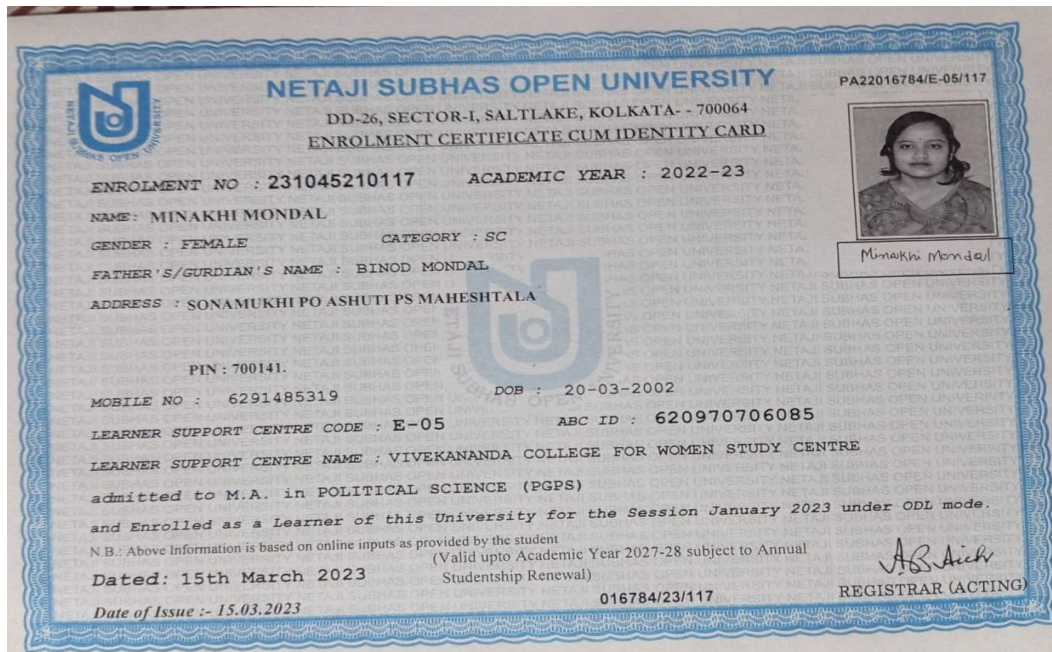 NETAJI SUBHAS OPEN UNIVERSITY
PA22016784/E-05/117
DD-26, SECTOR-I, SALTLAKE, KOLKATA- - 700064
ENROLMENT CERTIFICATE CUM IDENTITY CARD
NETAJI SUBHAS OPEN UNIVERSITY
ENROLMENT NO : 231045210117 ACADEMIC YEAR : 2022-23
NAME: MINAKHI MONDAL
GENDER : FEMALE CATEGORY : SC
Minakhi Mondal
FATHER'S/GURDIAN'S NAME : BINOD MONDAL
ADDRESS : SONAMUKHI PO ASHUTI PS MAHESHTALA
PIN : 700141.
MOBILE NO : 6291485319 DOB : 20-03-2002
LEARNER SUPPORT CENTRE CODE : E-05 ABC ID : 620970706085
LEARNER SUPPORT CENTRE NAME : VIVEKANANDA COLLEGE FOR WOMEN STUDY CENTRE
admitted to M.A. in POLITICAL SCIENCE (PGPS)
and Enrolled as a Learner of this University for the Session January 2023 under ODL mode.
N.B.: Above Information is based on online inputs as provided by the student
(Valid upto Academic Year 2027-28 subject to Annual
Studentship Renewal)
Dated: 15th March 2023
016784/23/117
REGISTRAR (ACTING)
Date of Issue :- 15.03.2023